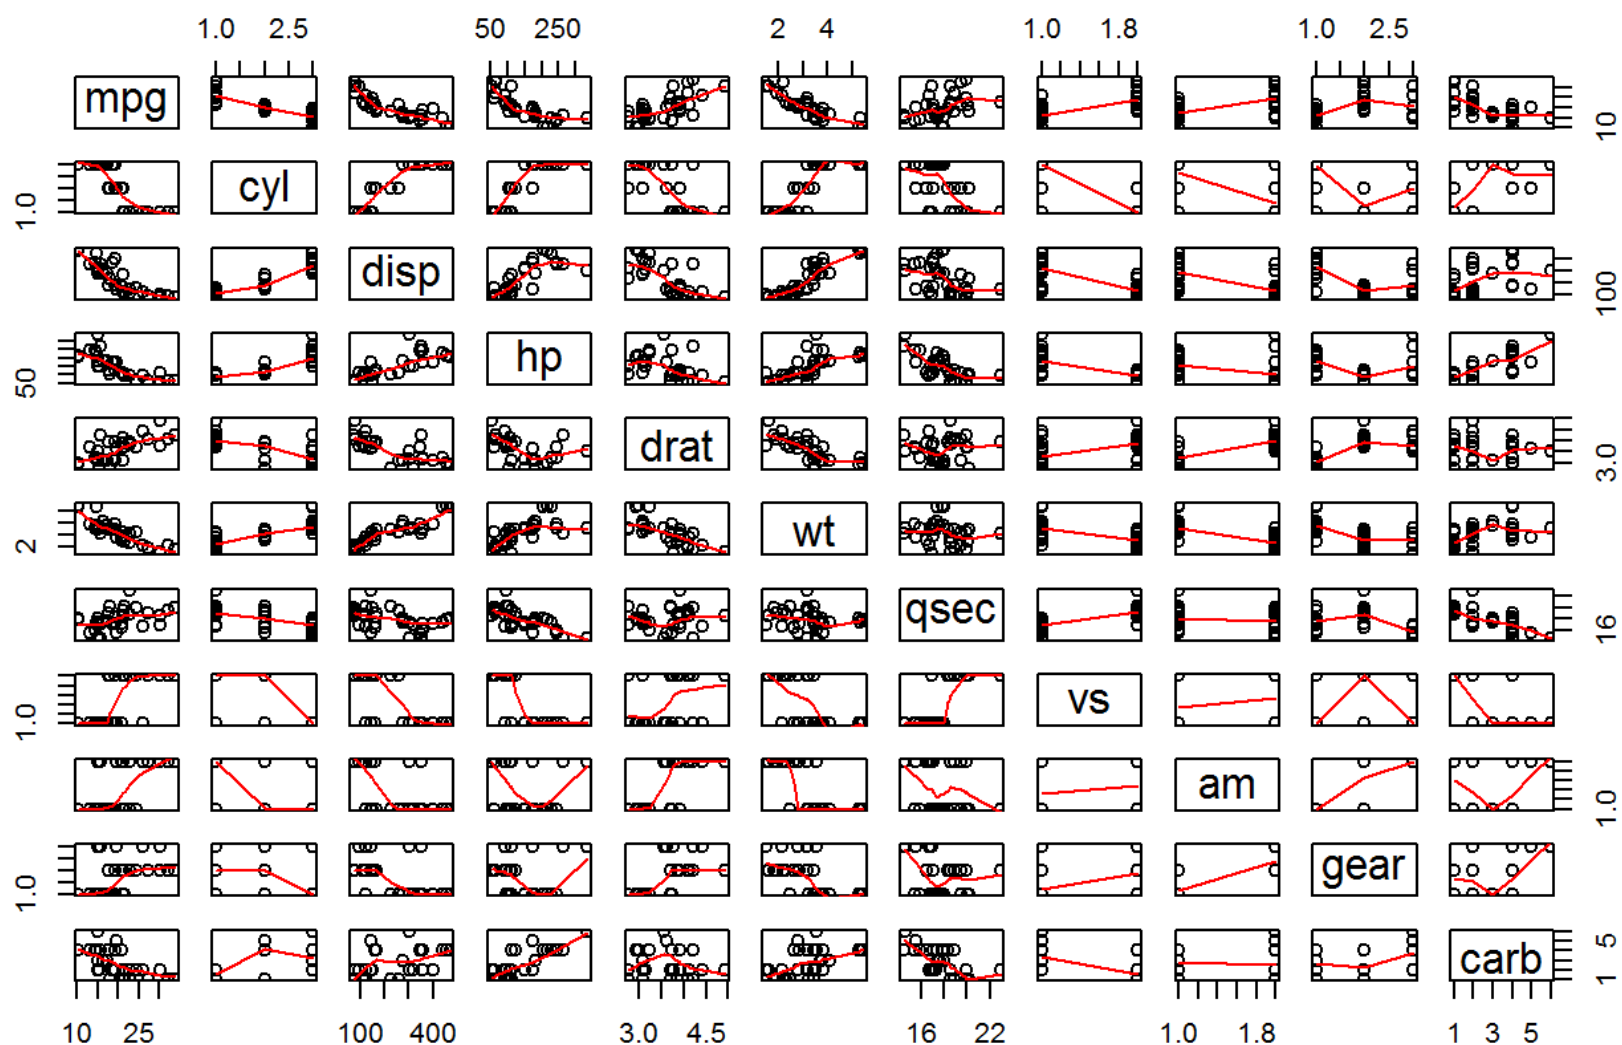 1.0 2.5 50 250 2 4 1.0 1.8 1.0 2.5
mpg 10
1.0 cyl
disp 100
50 hp
drat 3.0
2 wt
qsec 16
1.0 vs
am 1.0
1.0 gear
carb 1 5
10 25 100 400 3.0 4.5 16 22 1.0 1.8 1 3 5